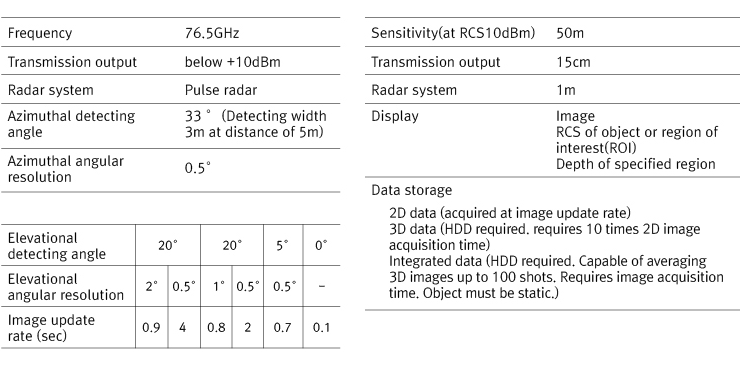 Frequency 76.5GHz
Transmission output below +10dBm
Radar system Pulse radar
Azimuthal detecting angle 33 ° (Detecting width 3m at distance of 5m)
Azimuthal angular resolution 0.5°
Elevational detecting angle 20° 20° 5° 0°
Elevational angular resolution 2° 0.5° 1° 0.5° 0.5° –
Image update rate (sec) 0.9 4 0.8 2 0.7 0.1
Sensitivity(at RCS10dBm) 50m
Transmission output 15cm
Radar system 1m
Display Image
RCS of object or region of
interest(ROI)
Depth of specified region
Data storage
2D data (acquired at image update rate)
3D data (HDD required, requires 10 times 2D image
acquisition time)
Integrated data (HDD required. Capable of averaging
3D images up to 100 shots. Requires image acquisition
time. Object must be static.)